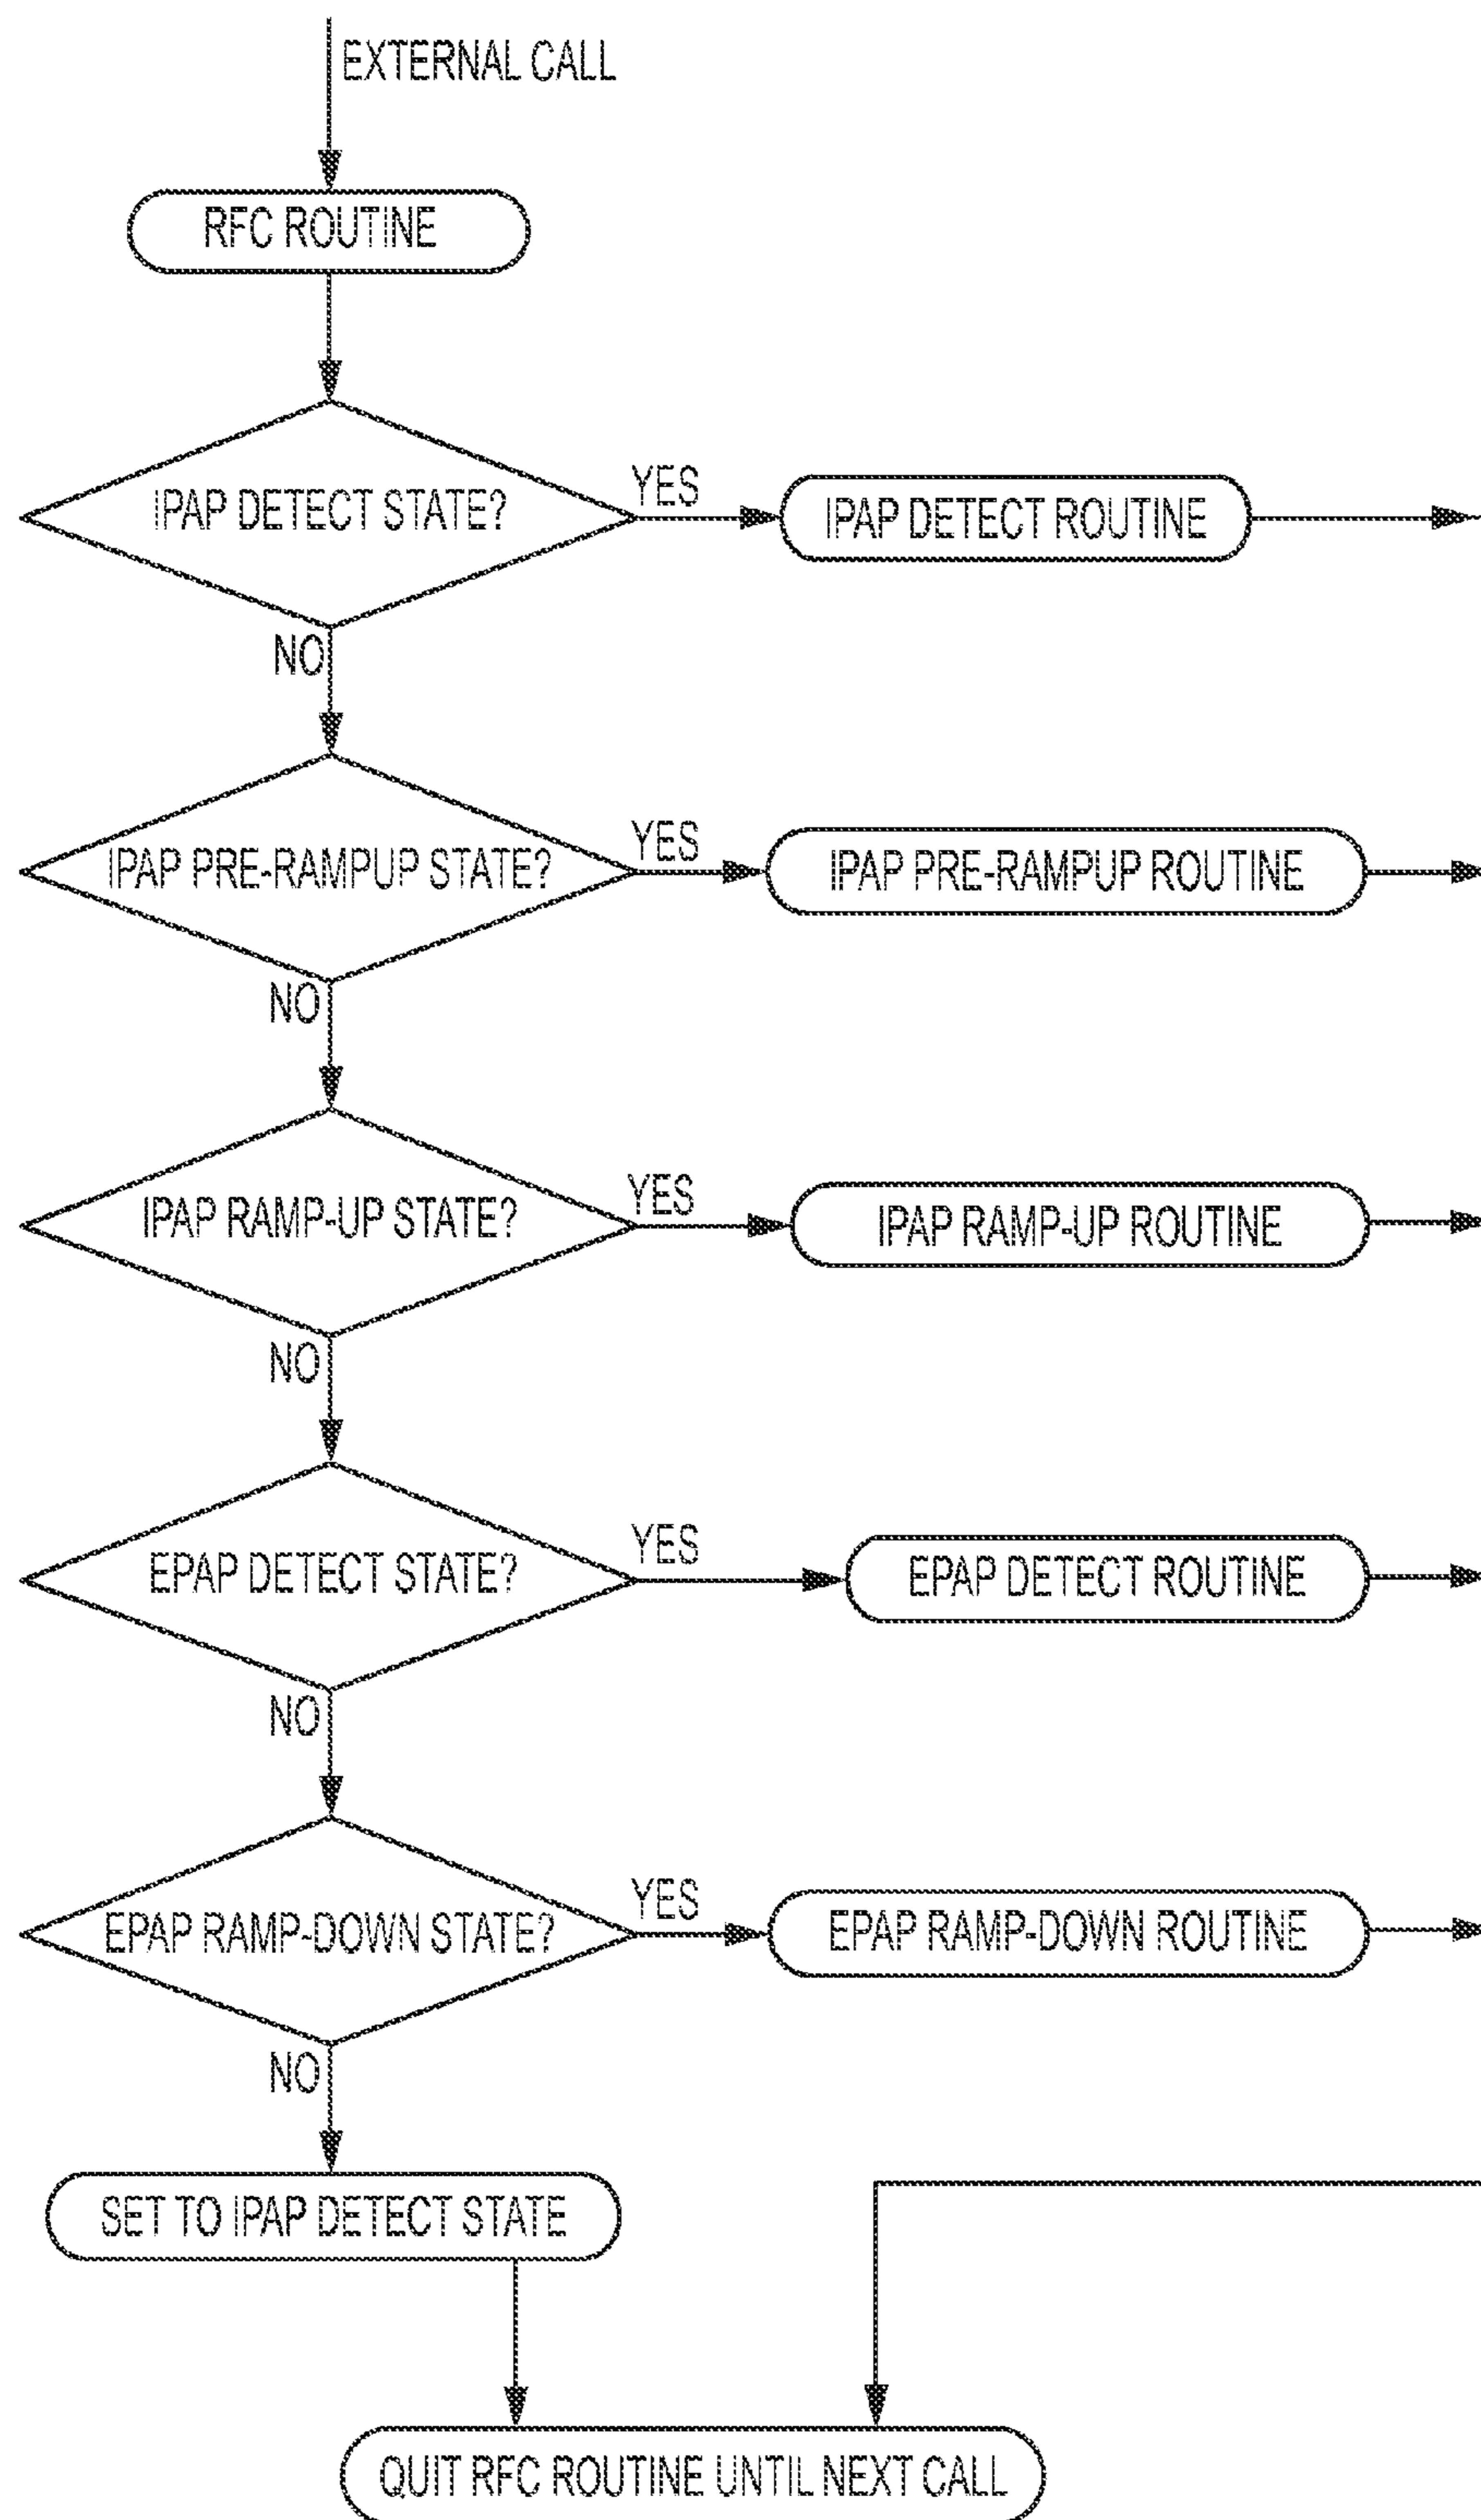 EXTERNAL CALL
RFC ROUTINE
IPAP DETECT STATE?
YES
IPAP DETECT ROUTINE
NO
IPAP PRE-RAMPUP STATE?
YES
IPAP PRE-RAMPUP ROUTINE
NO
IPAP RAMP-UP STATE?
YES
IPAP RAMP-UP ROUTINE
NO
EPAP DETECT STATE?
YES
EPAP DETECT ROUTINE
NO
EPAP RAMP-DOWN STATE?
YES
EPAP RAMP-DOWN ROUTINE
NO
SET TO IPAP DETECT STATE
QUIT RFC ROUTINE UNTIL NEXT CALL